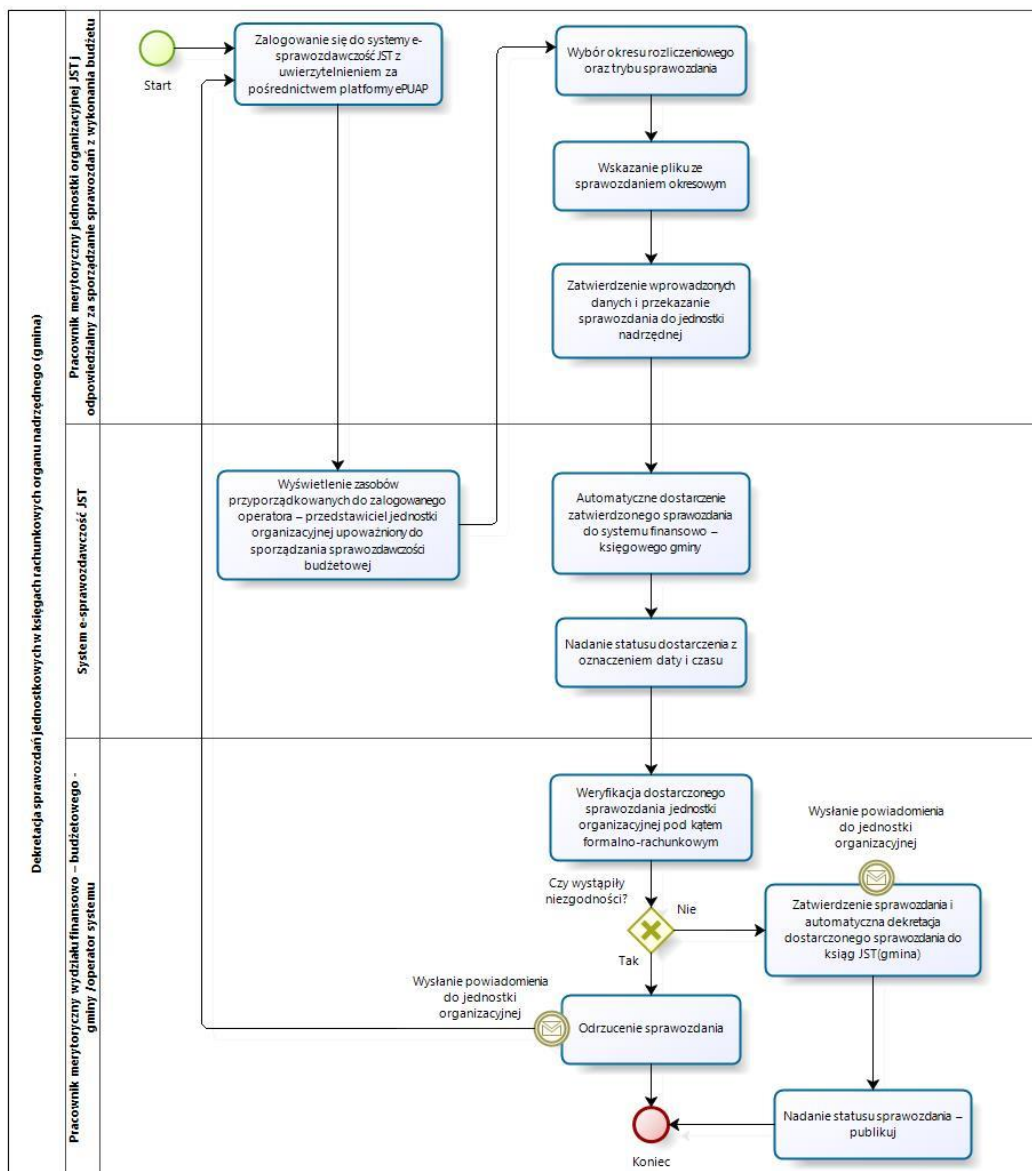 Dekretacja sprawozdań jednostkowych w księgach rachunkowych organu nadrzędnego (gmina)
Pracownik merytoryczny jednostki organizacyjnej JST j
odpowiedzialny za sporządzanie sprawozdań z wykonania budżetu
Start
Zalogowanie się do systemy e-
sprawozdawczość JST z
uwierzytelnieniem za
pośrednictwem platformy ePUAP
Wybór okresu rozliczeniowego
oraz trybu sprawozdania
Wskazanie pliku ze
sprawozdaniem okresowym
Zatwierdzenie wprowadzonych
danych i przekazanie
sprawozdania do jednostki
nadrzędnej
System e-sprawozdawczość JST
Wyświetlenie zasobów
przyporządkowanych do zalogowanego
operatora – przedstawiciel jednostki
organizacyjnej upoważniony do
sporządzania sprawozdawczości
budżetowej
Automatyczne dostarczenie
zatwierdzonego sprawozdania
do systemu finansowo –
księgowego gminy
Nadanie statusu dostarczenia z
oznaczeniem daty i czasu
Pracownik merytoryczny wydziału finansowo – budżetowego -
gminy /operator systemu
Weryfikacja dostarczonego
sprawozdania jednostki
organizacyjnej pod kątem
formalno-rachunkowym
Czy wystąpiły
niezgodności?
Nie
Tak
Wysłanie powiadomienia
do jednostki
organizacyjnej
Zatwierdzenie sprawozdania i
automatyczna dekretacja
dostarczonego sprawozdania do
ksiąg JST(gmina)
Wysłanie powiadomienia
do jednostki
organizacyjnej
Odrzucenie sprawozdania
Nadanie statusu sprawozdania –
publikuj
Koniec